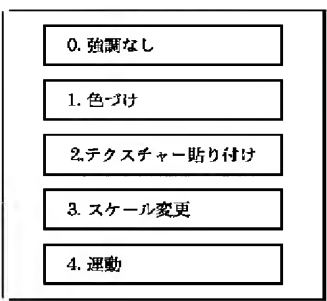 0. 強調なし
1. 色づけ
2.テクスチャー貼り付け
3. スケール変更
4. 運動